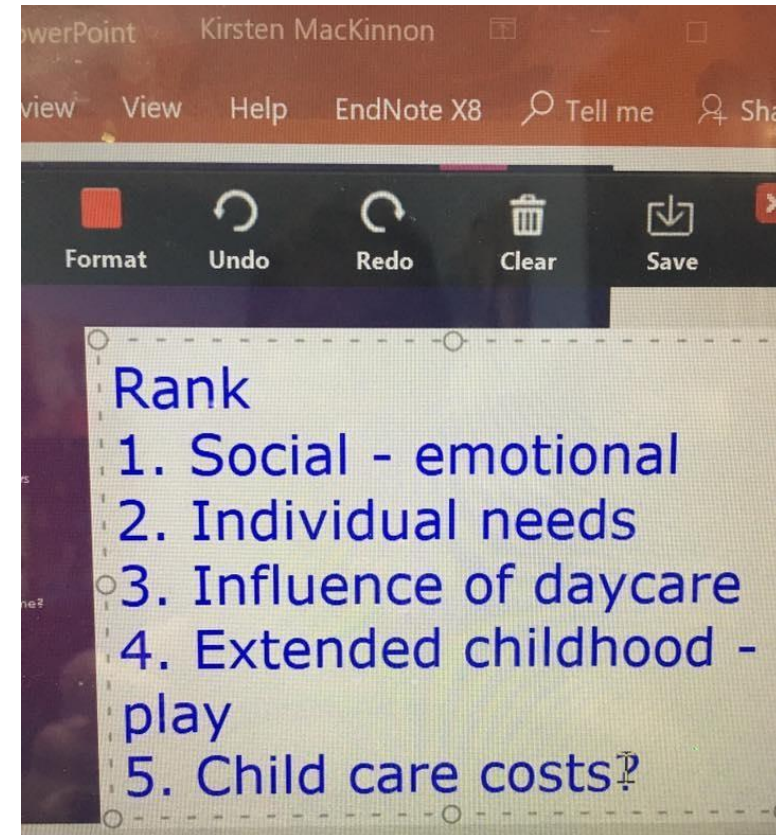 owerPoint Kirsten MacKinnon
view View Help EndNote X8 Tell me Sha
Format Undo Redo Clear Save
Rank
1. Social - emotional
2. Individual needs
3. Influence of daycare
4. Extended childhood -
play
5. Child care costs?